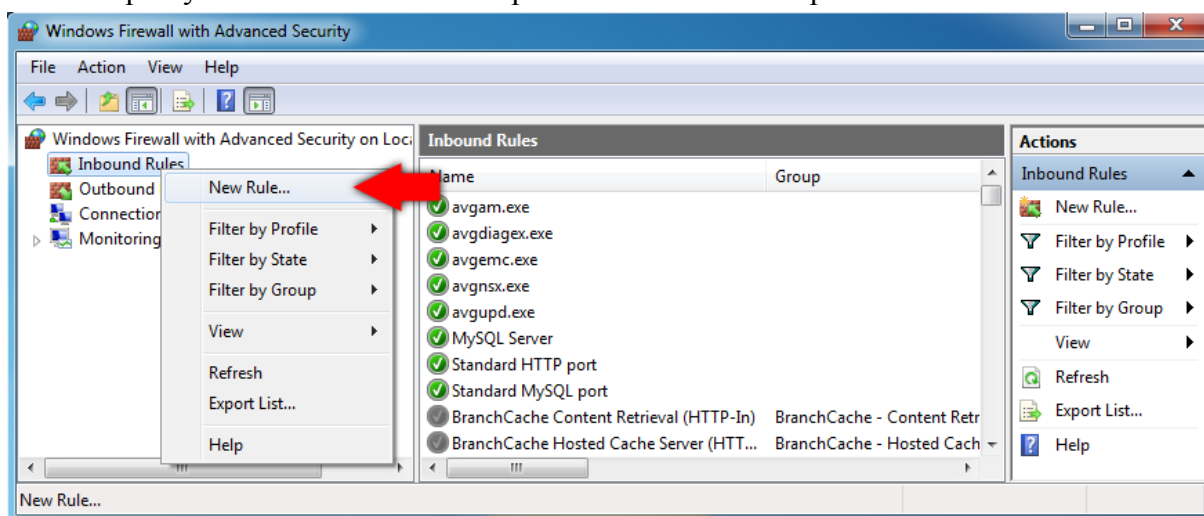 Windows Firewall with Advanced Security
File Action View Help
Windows Firewall with Advanced Security on Loc
Inbound Rules
Outbound
Connection
Monitoring
New Rule...
Filter by Profile
Filter by State
Filter by Group
View
Refresh
Export List...
Help
Inbound Rules
Name Group
avgam.exe
avgdiagex.exe
avgemc.exe
avgnsx.exe
avgupd.exe
MySQL Server
Standard HTTP port
Standard MySQL port
BranchCache Content Retrieval (HTTP-In) BranchCache - Content Retr
BranchCache Hosted Cache Server (HTT... BranchCache - Hosted Cach
Actions
Inbound Rules
New Rule...
Filter by Profile
Filter by State
Filter by Group
View
Refresh
Export List...
Help
New Rule...